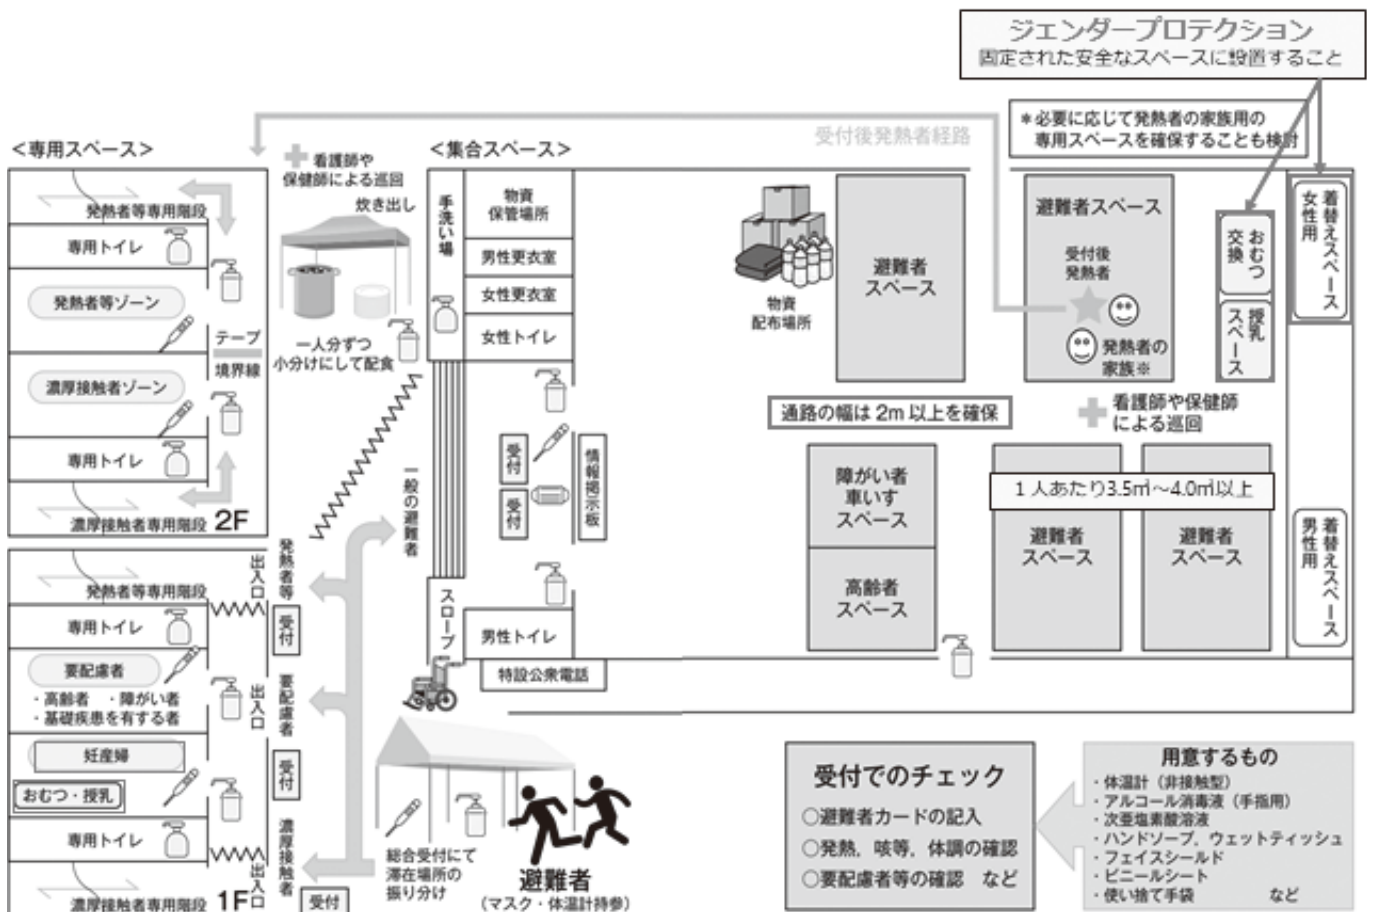 ジェンダープロテクション
固定された安全なスペースに設置すること
＊必要に応じて発熱者の家族用の
専用スペースを確保することも検討
受付後発熱者経路
＜専用スペース＞
発熱者等専用階段
専用トイレ
発熱者等ゾーン
テープ
境界線
濃厚接触者ゾーン
専用トイレ
濃厚接触者専用階段
2F
看護師や
保健師による巡回
炊き出し
一人分ずつ
小分けにして配食
＜集合スペース＞
手洗い場
物資
保管場所
男性更衣室
女性更衣室
女性トイレ
受付
受付
情報掲示板
一般の避難者
スロープ
男性トイレ
特設公衆電話
物資
配布場所
避難者
スペース
避難者スペース
受付後
発熱者
発熱者の
家族※
おむつ
交換
授乳
スペース
着替えスペース
女性用
通路の幅は2m以上を確保
看護師や保健師
による巡回
障がい者
車いす
スペース
高齢者
スペース
1人あたり3.5㎡～4.0㎡以上
避難者
スペース
避難者
スペース
着替えスペース
男性用
発熱者等専用階段
専用トイレ
要配慮者
・高齢者　・障がい者
・基礎疾患を有する者
妊産婦
おむつ・授乳
専用トイレ
濃厚接触者専用階段
1F
出入口
発熱者等
受付
出入口
要配慮者
受付
濃厚接触者
出入口
受付
総合受付にて
滞在場所の
振り分け
避難者
（マスク・体温計持参）
受付でのチェック
○避難者カードの記入
○発熱，咳等，体調の確認
○要配慮者等の確認　など
用意するもの
・体温計（非接触型）
・アルコール消毒液（手指用）
・次亜塩素酸溶液
・ハンドソープ，ウェットティッシュ
・フェイスシールド
・ビニールシート
・使い捨て手袋　など